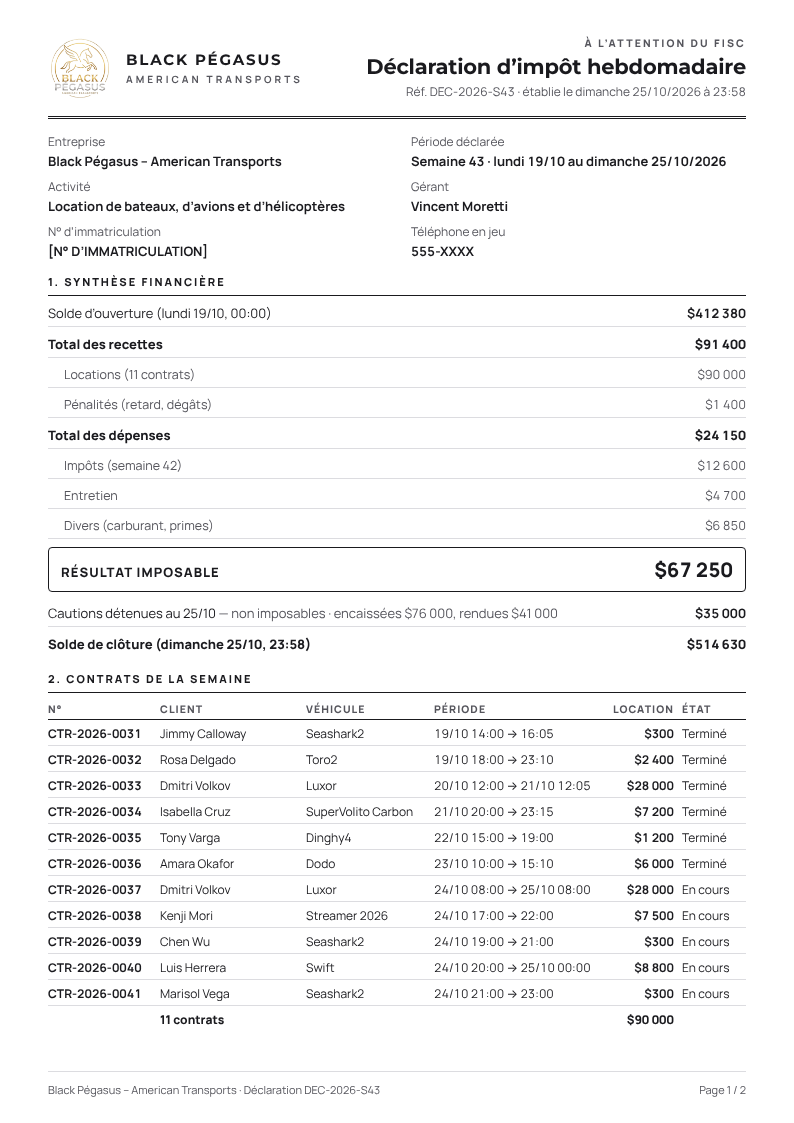 BLACK
PÉGASUS
BLACK PÉGASUS
AMERICAN TRANSPORTS
À L'ATTENTION DU FISC
Déclaration d'impôt hebdomadaire
Réf. DEC-2026-S43 · établie le dimanche 25/10/2026 à 23:58
Entreprise
Black Pégasus – American Transports
Période déclarée
Semaine 43 · lundi 19/10 au dimanche 25/10/2026
Activité
Location de bateaux, d'avions et d'hélicoptères
Gérant
Vincent Moretti
N° d'immatriculation
[N° D'IMMATRICULATION]
Téléphone en jeu
555-XXXX
1. SYNTHÈSE FINANCIÈRE
Solde d'ouverture (lundi 19/10, 00:00) $412 380
Total des recettes $91 400
Locations (11 contrats) $90 000
Pénalités (retard, dégâts) $1 400
Total des dépenses $24 150
Impôts (semaine 42) $12 600
Entretien $4 700
Divers (carburant, primes) $6 850
RÉSULTAT IMPOSABLE $67 250
Cautions détenues au 25/10 — non imposables · encaissées $76 000, rendues $41 000 $35 000
Solde de clôture (dimanche 25/10, 23:58) $514 630
2. CONTRATS DE LA SEMAINE
N° CLIENT VÉHICULE PÉRIODE LOCATION ÉTAT
CTR-2026-0031 Jimmy Calloway Seashark2 19/10 14:00 → 16:05 $300 Terminé
CTR-2026-0032 Rosa Delgado Toro2 19/10 18:00 → 23:10 $2 400 Terminé
CTR-2026-0033 Dmitri Volkov Luxor 20/10 12:00 → 21/10 12:05 $28 000 Terminé
CTR-2026-0034 Isabella Cruz SuperVolito Carbon 21/10 20:00 → 23:15 $7 200 Terminé
CTR-2026-0035 Tony Varga Dinghy4 22/10 15:00 → 19:00 $1 200 Terminé
CTR-2026-0036 Amara Okafor Dodo 23/10 10:00 → 15:10 $6 000 Terminé
CTR-2026-0037 Dmitri Volkov Luxor 24/10 08:00 → 25/10 08:00 $28 000 En cours
CTR-2026-0038 Kenji Mori Streamer 2026 24/10 17:00 → 22:00 $7 500 En cours
CTR-2026-0039 Chen Wu Seashark2 24/10 19:00 → 21:00 $300 En cours
CTR-2026-0040 Luis Herrera Swift 24/10 20:00 → 25/10 00:00 $8 800 En cours
CTR-2026-0041 Marisol Vega Seashark2 24/10 21:00 → 23:00 $300 En cours
11 contrats $90 000
Black Pégasus – American Transports · Déclaration DEC-2026-S43 Page 1 / 2